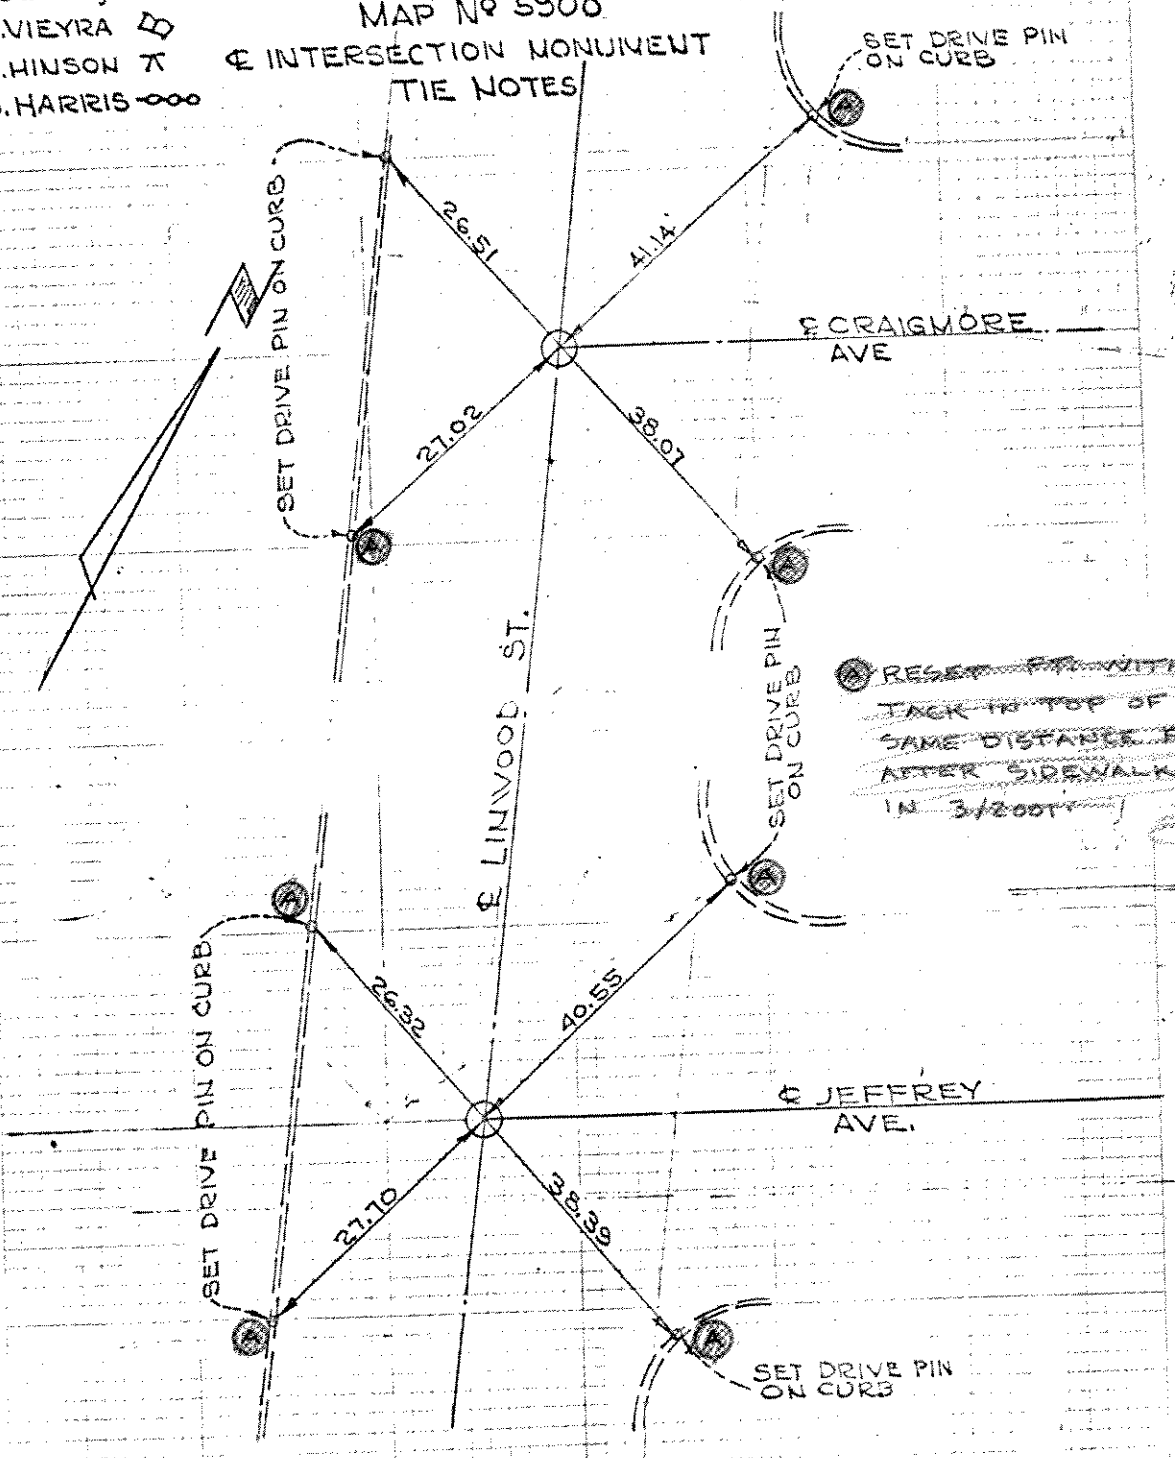 .VIEYRA
.HINSON π
.HARRIS
MAP Nº 5900
℄ INTERSECTION MONUMENT
TIE NOTES
SET DRIVE PIN
ON CURB
A
SET DRIVE PIN ON CURB
26.51
41.14'
℄ CRAIGMORE
AVE
27.02
38.07
A
A
℄ LINWOOD ST.
SET DRIVE PIN
ON CURB
A RESET FT. WITH
TACK IN TOP OF
SAME DISTANCE
AFTER SIDEWALK
IN 3/2001
A
A
SET DRIVE PIN ON CURB
26.32
40.55
℄ JEFFREY
AVE.
27.70
38.39
A
A
SET DRIVE PIN
ON CURB